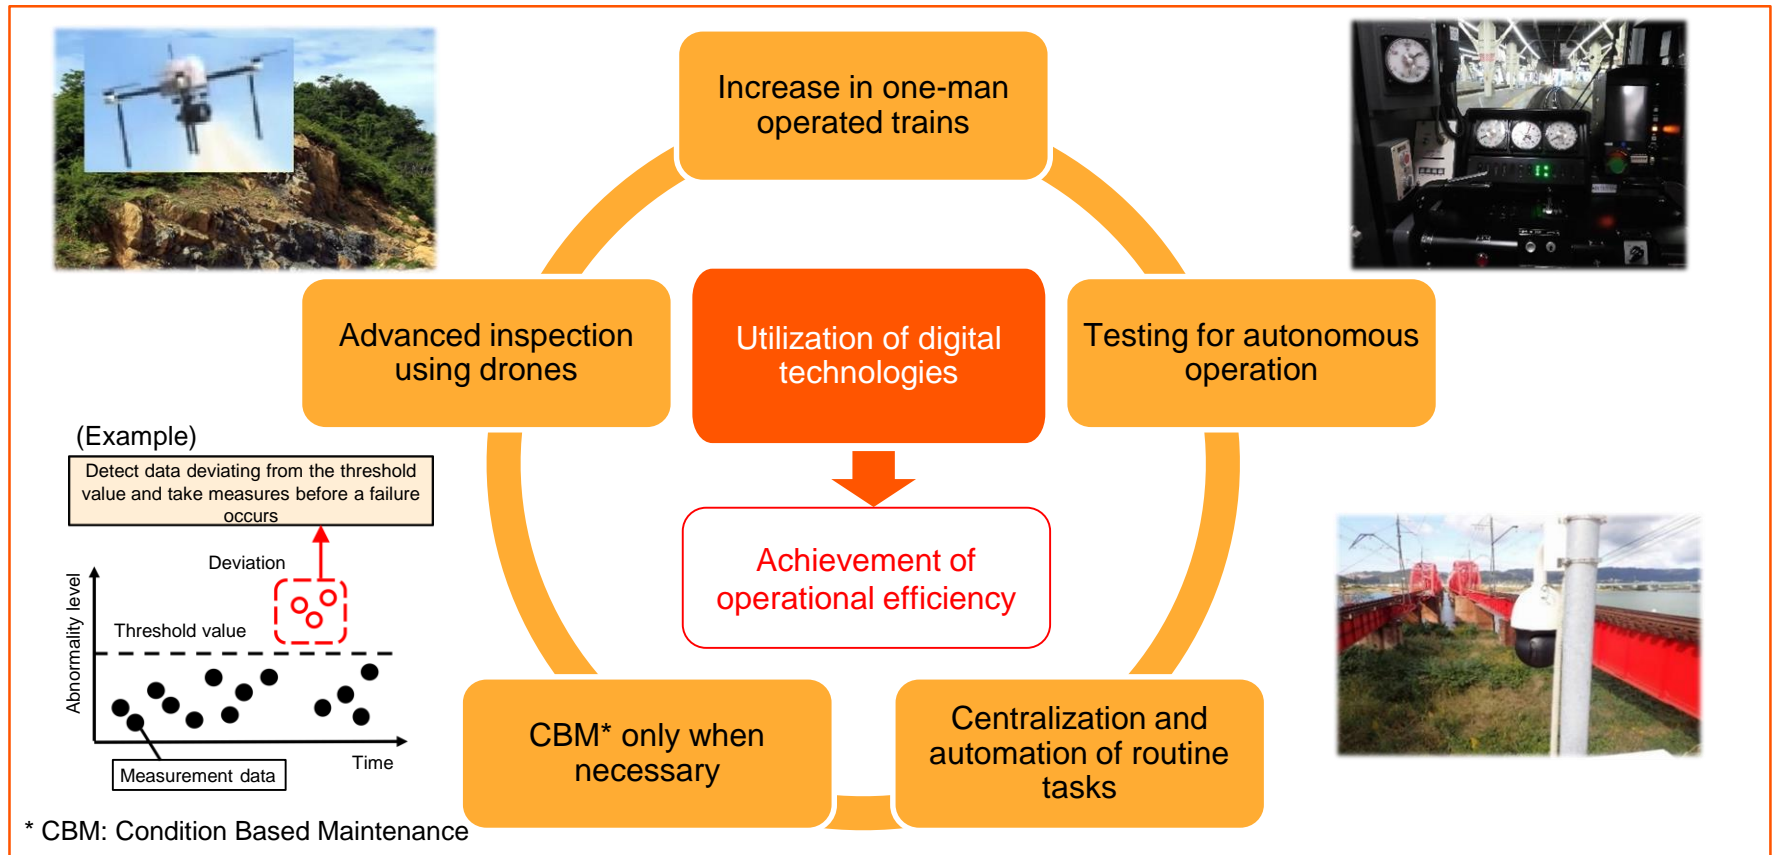 Increase in one-man
operated trains
Advanced inspection
using drones
Utilization of digital
technologies
Testing for autonomous
operation
(Example)
Detect data deviating from the threshold
value and take measures before a failure
occurs
Deviation
Abnormality level
Threshold value
Time
Measurement data
Achievement of
operational efficiency
CBM* only when
necessary
Centralization and
automation of routine
tasks
* CBM: Condition Based Maintenance